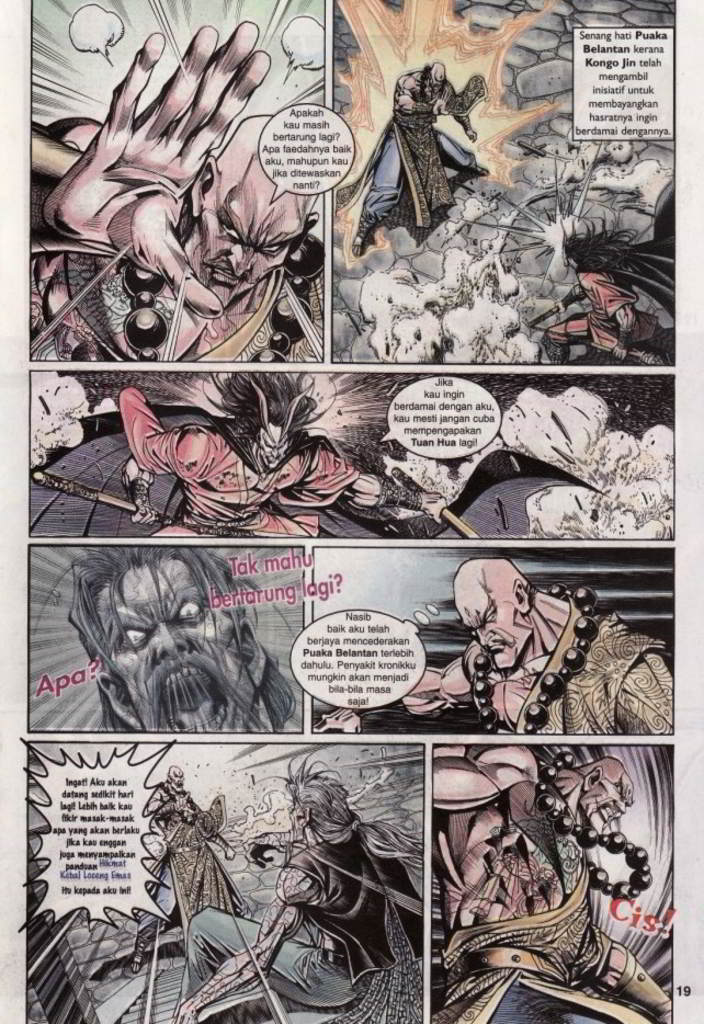 Apakah
kau masih
bertarung lagi?
Apa faedahnya baik
aku, mahupun kau
jika ditewaskan
nanti?
Senang hati Puaka
Belantan kerana
Kongo Jin telah
mengambil
inisiatif untuk
membayangkan
hasratnya ingin
berdamai dengannya.
Jika
kau ingin
berdamai dengan aku,
kau mesti jangan cuba
mempengapakan
Tuan Hua lagi!
Tak mahu
bertarung lagi?
Apa?
Nasib
baik aku telah
berjaya mencederakan
Puaka Belantan terlebih
dahulu. Penyakit kronikku
mungkin akan menjadi
bila-bila masa
saja!
Ingat! Aku akan
datang sedikit hari
lagi! Lebih baik kau
fikir masak-masak
apa yang akan berlaku
jika kau enggan
juga menyampaikan
panduan Hikmat
Kebal Loceng Emas
itu kepada aku ini!
Cis!
19